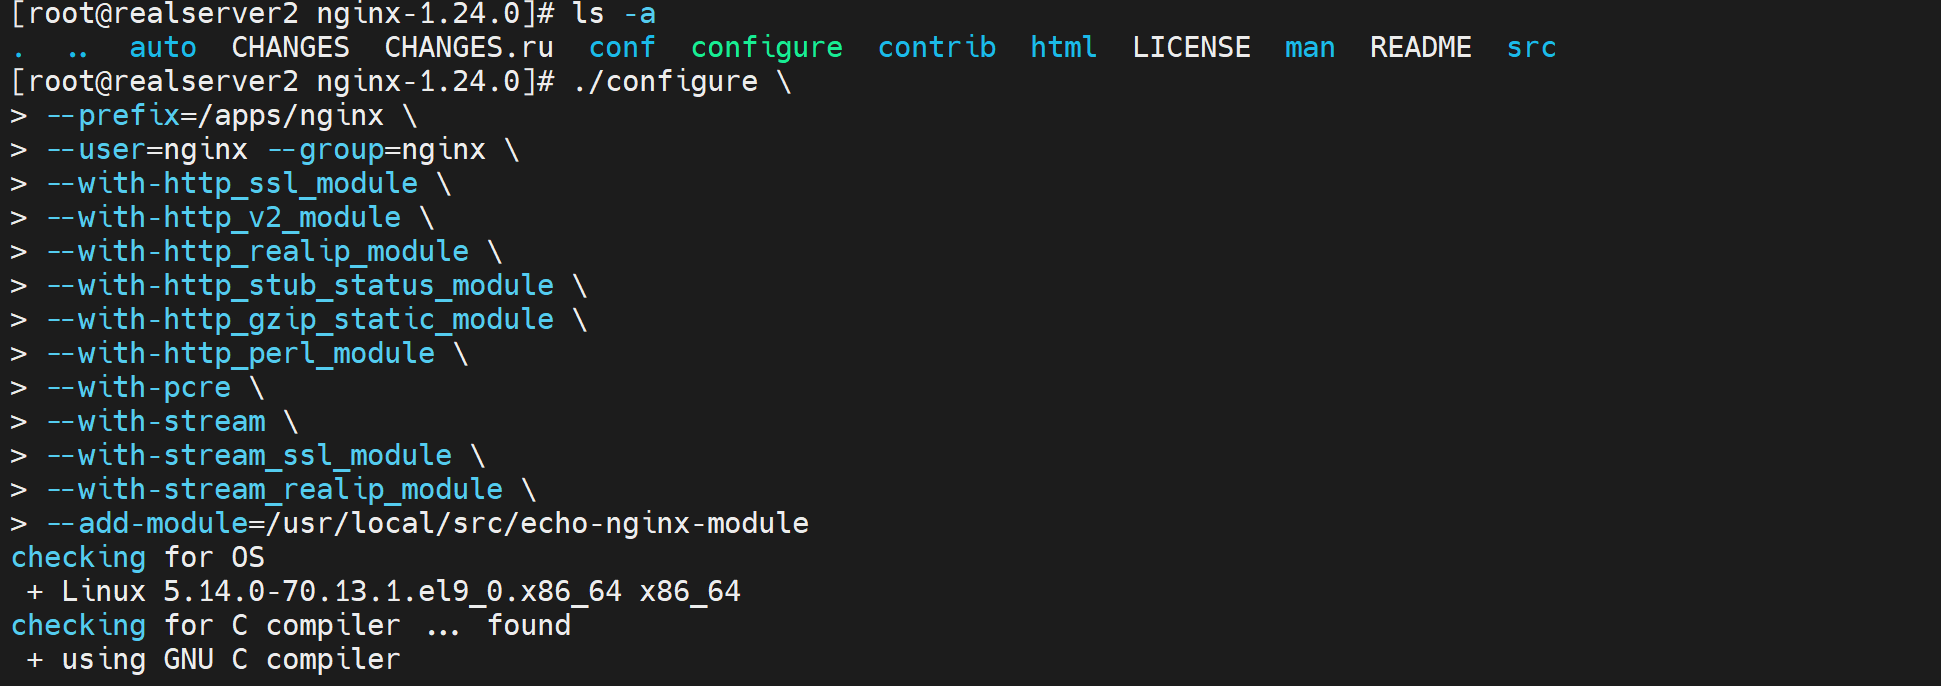 [root@realserver2 nginx-1.24.0]# ls -a
.  ..  auto  CHANGES  CHANGES.ru  conf  configure  contrib  html  LICENSE  man  README  src
[root@realserver2 nginx-1.24.0]# ./configure \
> --prefix=/apps/nginx \
> --user=nginx --group=nginx \
> --with-http_ssl_module \
> --with-http_v2_module \
> --with-http_realip_module \
> --with-http_stub_status_module \
> --with-http_gzip_static_module \
> --with-http_perl_module \
> --with-pcre \
> --with-stream \
> --with-stream_ssl_module \
> --with-stream_realip_module \
> --add-module=/usr/local/src/echo-nginx-module
checking for OS
 + Linux 5.14.0-70.13.1.el9_0.x86_64 x86_64
checking for C compiler ... found
 + using GNU C compiler